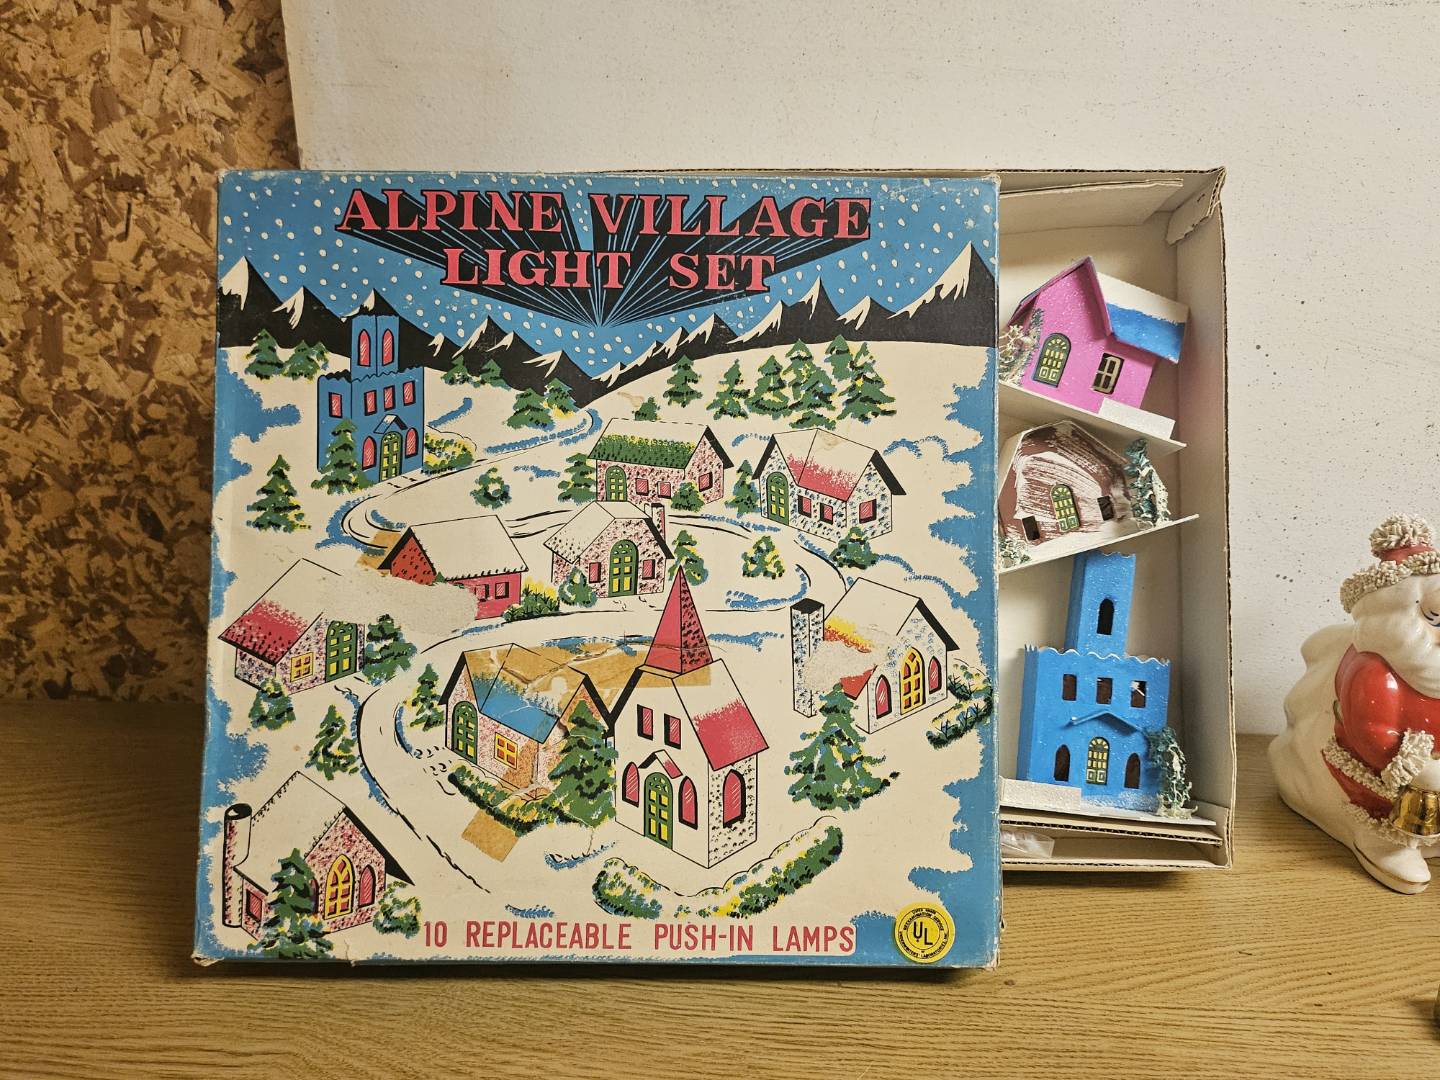 ALPINE VILLAGE
LIGHT SET
10 REPLACEABLE PUSH-IN LAMPS
UL